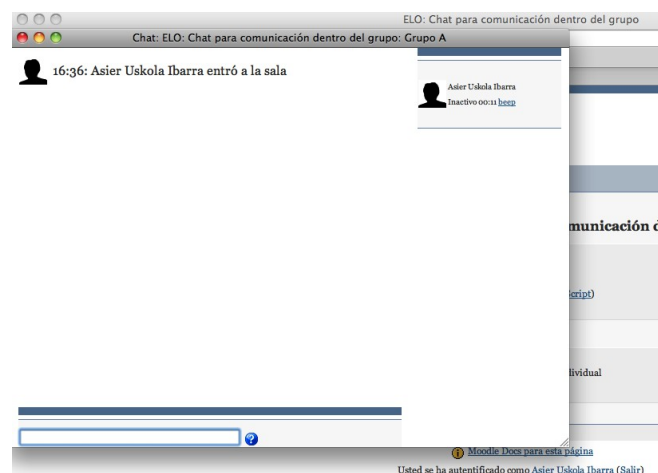 ELO: Chat para comunicación dentro del grupo
Chat: ELO: Chat para comunicación dentro del grupo: Grupo A
16:36: Asier Uskola Ibarra entró a la sala
Asier Uskola Ibarra
Inactivo 00:11 beep
municación d
cript)
dividual
Moodle Docs para esta página
Usted se ha autentificado como Asier Uskola Ibarra (Salir)